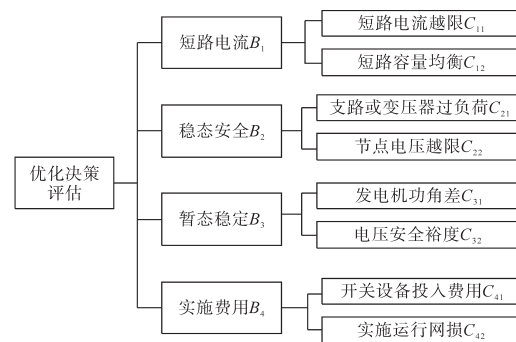 优化决策
评估
短路电流B₁
短路电流越限C₁₁
短路容量均衡C₁₂
稳态安全B₂
支路或变压器过负荷C₂₁
节点电压越限C₂₂
暂态稳定B₃
发电机功角差C₃₁
电压安全裕度C₃₂
实施费用B₄
开关设备投入费用C₄₁
实施运行网损C₄₂